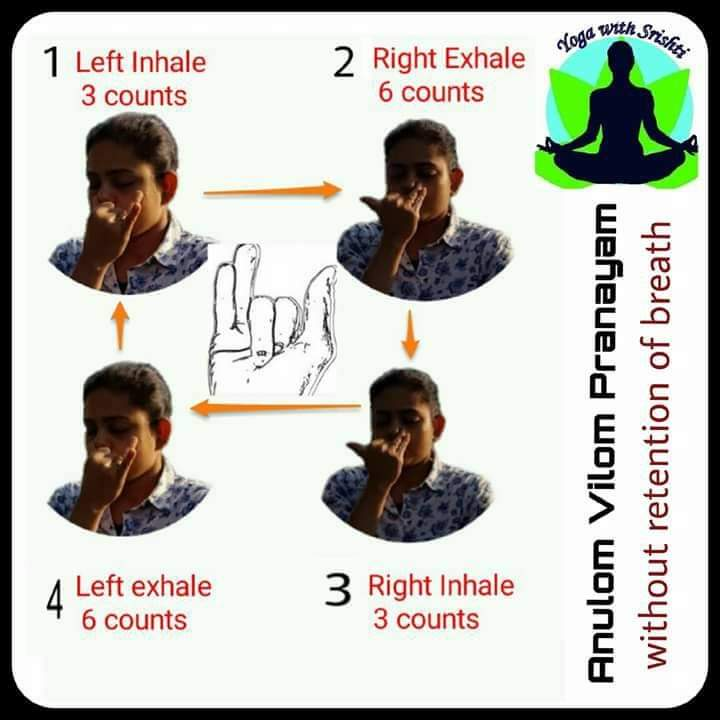 1 Left Inhale
3 counts
2 Right Exhale
6 counts
Yoga with Srishti
3 Right Inhale
3 counts
4 Left exhale
6 counts
Anulom Vilom Pranayam
without retention of breath